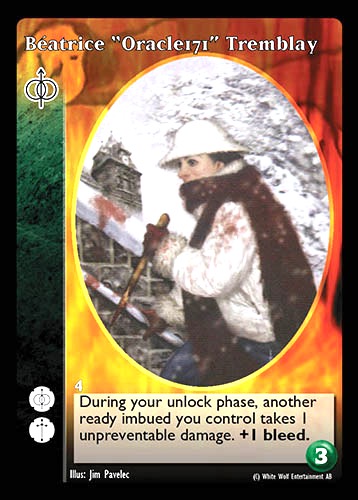 Béatrice "Oracle171" Tremblay
4
During your unlock phase, another
ready imbued you control takes 1
unpreventable damage. +1 bleed.
3
Illus: Jim Pavelec
(C) White Wolf Entertainment AB